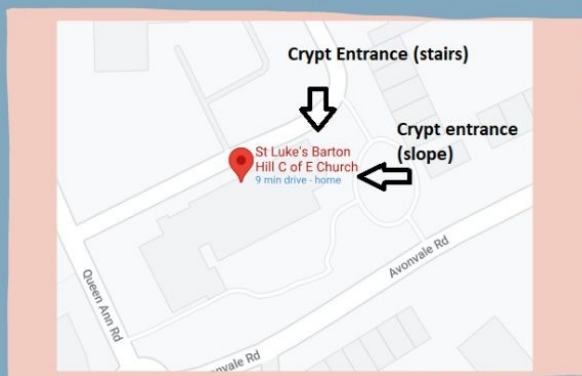 Crypt Entrance (stairs)
Crypt entrance
(slope)
St Luke's Barton
Hill C of E Church
9 min drive - home
Avonvale Rd
Queen Ann Rd
nvale Rd